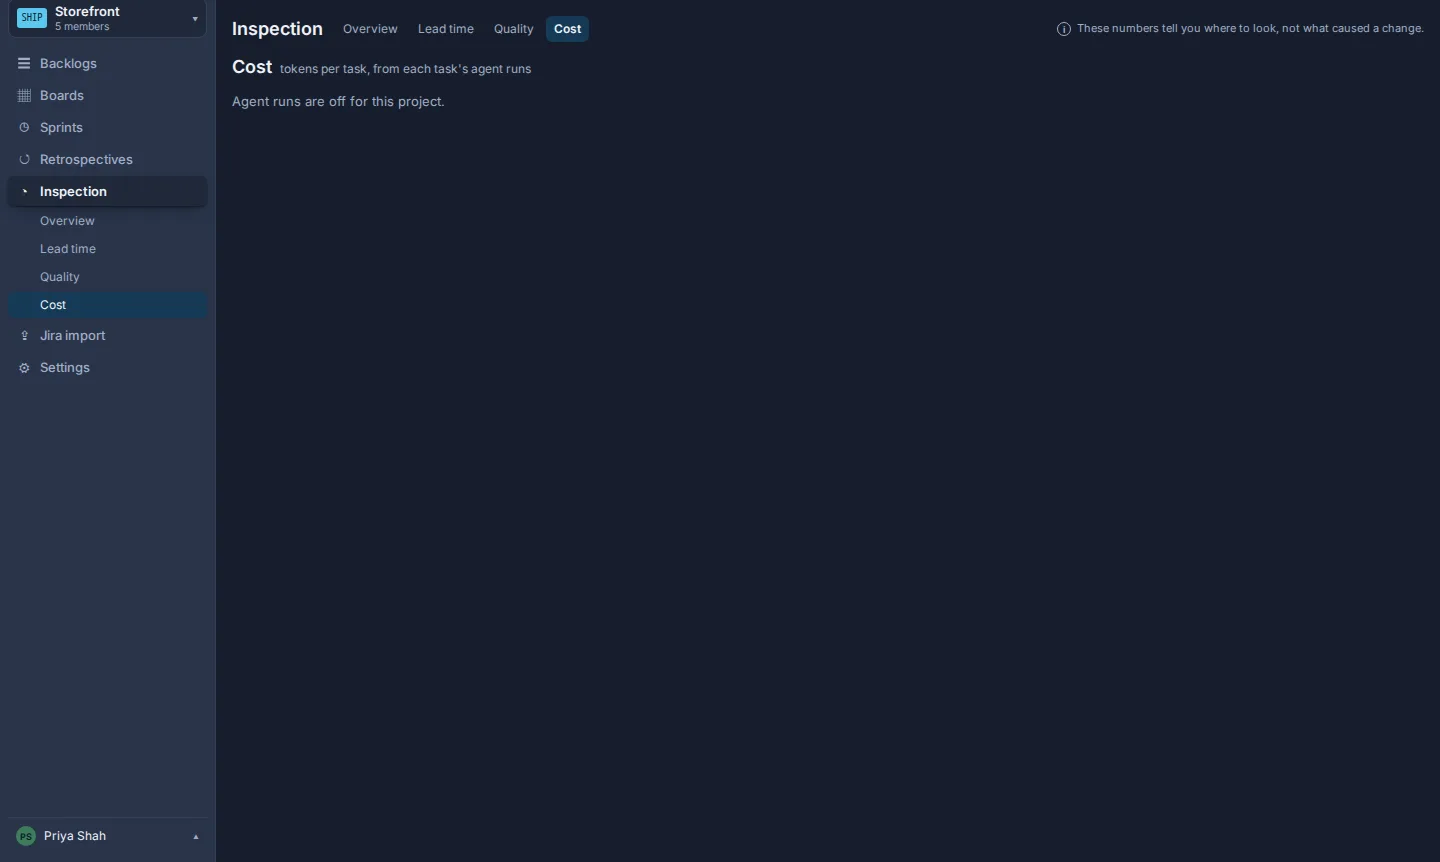 SHIP
Storefront
5 members
Backlogs
Boards
Sprints
Retrospectives
Inspection
Overview
Lead time
Quality
Cost
Jira import
Settings
PS
Priya Shah
Inspection
Overview
Lead time
Quality
Cost
These numbers tell you where to look, not what caused a change.
Cost tokens per task, from each task's agent runs
Agent runs are off for this project.